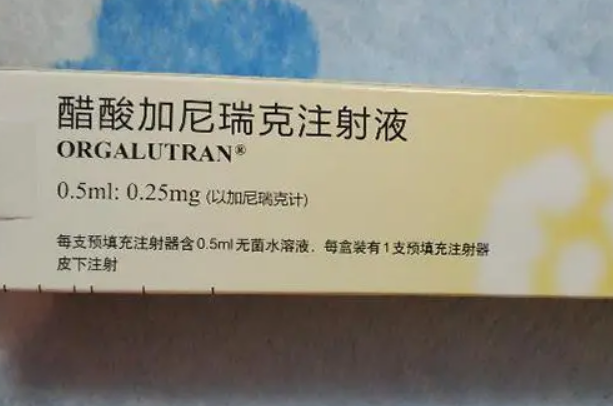 醋酸加尼瑞克注射液
ORGALUTRAN®
0.5ml: 0.25mg (以加尼瑞克计)
每支预填充注射器含0.5ml无菌水溶液，每盒装有1支预填充注射器
皮下注射